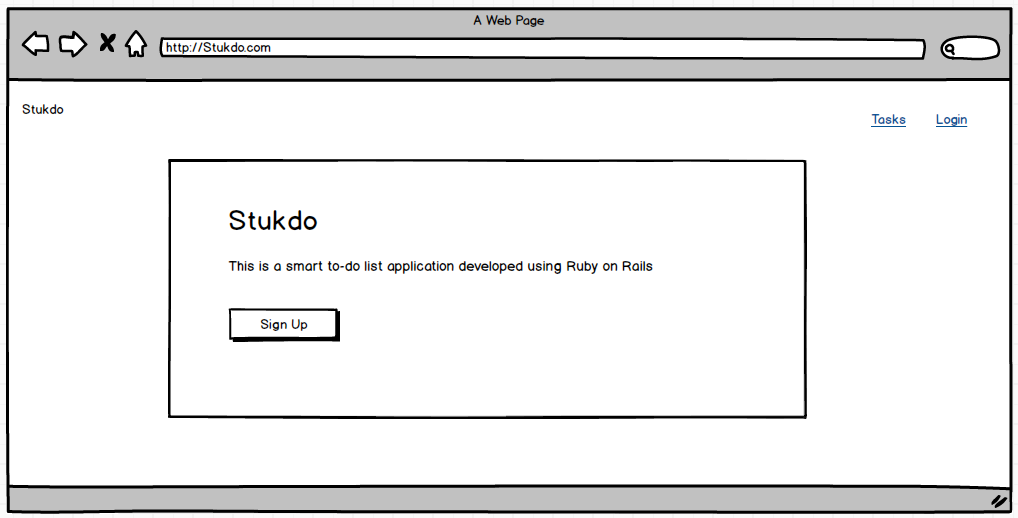 A Web Page
http://Stukdo.com
Stukdo
Tasks Login
Stukdo
This is a smart to-do list application developed using Ruby on Rails
Sign Up